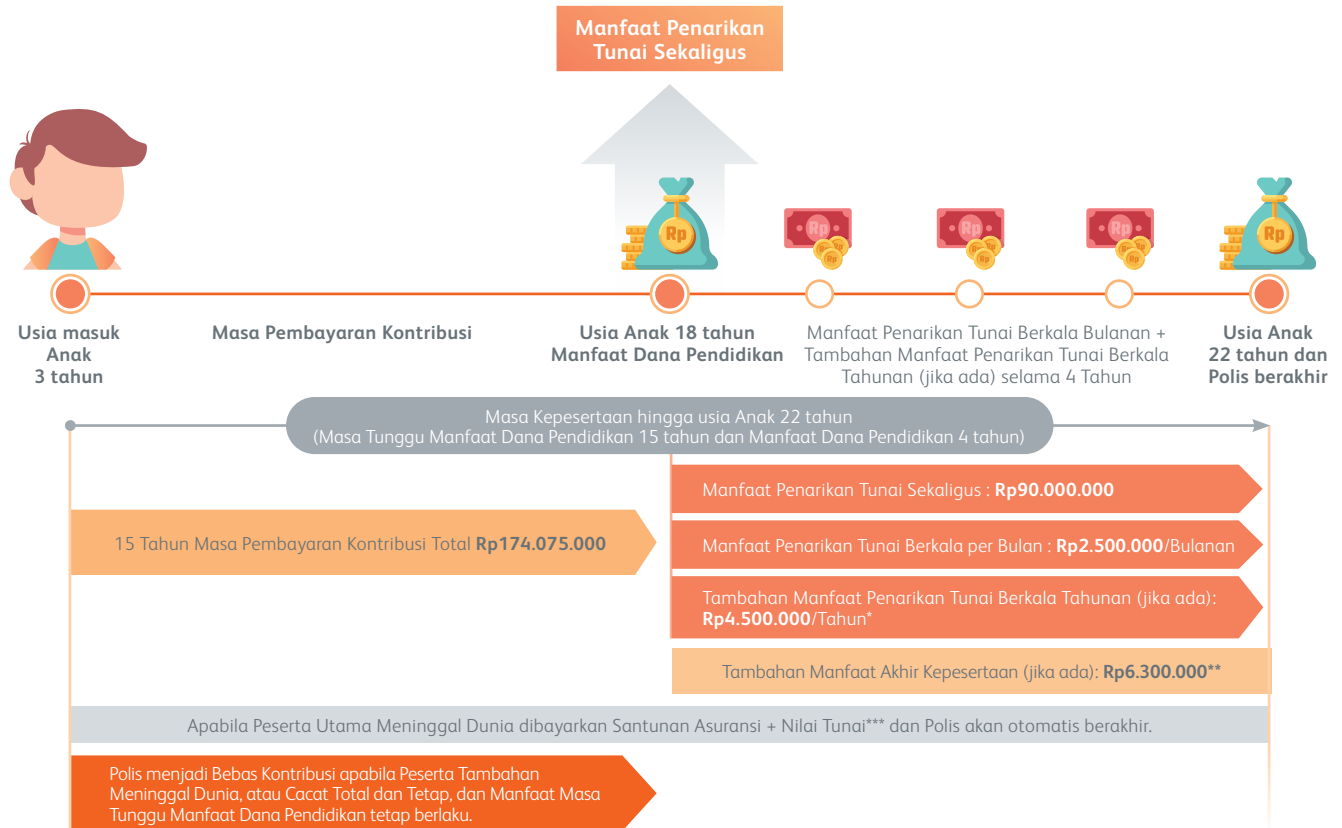 Manfaat Penarikan
Tunai Sekaligus
Rp
Rp
Rp
Rp
Rp
Usia masuk
Anak
3 tahun
Masa Pembayaran Kontribusi
Usia Anak 18 tahun
Manfaat Dana Pendidikan
Manfaat Penarikan Tunai Berkala Bulanan +
Tambahan Manfaat Penarikan Tunai Berkala
Tahunan (jika ada) selama 4 Tahun
Usia Anak
22 tahun dan
Polis berakhir
Masa Kepesertaan hingga usia Anak 22 tahun
(Masa Tunggu Manfaat Dana Pendidikan 15 tahun dan Manfaat Dana Pendidikan 4 tahun)
Manfaat Penarikan Tunai Sekaligus : Rp90.000.000
15 Tahun Masa Pembayaran Kontribusi Total Rp174.075.000
Manfaat Penarikan Tunai Berkala per Bulan : Rp2.500.000/Bulanan
Tambahan Manfaat Penarikan Tunai Berkala Tahunan (jika ada):
Rp4.500.000/Tahun*
Tambahan Manfaat Akhir Kepesertaan (jika ada): Rp6.300.000**
Apabila Peserta Utama Meninggal Dunia dibayarkan Santunan Asuransi + Nilai Tunai*** dan Polis akan otomatis berakhir.
Polis menjadi Bebas Kontribusi apabila Peserta Tambahan
Meninggal Dunia, atau Cacat Total dan Tetap, dan Manfaat Masa
Tunggu Manfaat Dana Pendidikan tetap berlaku.